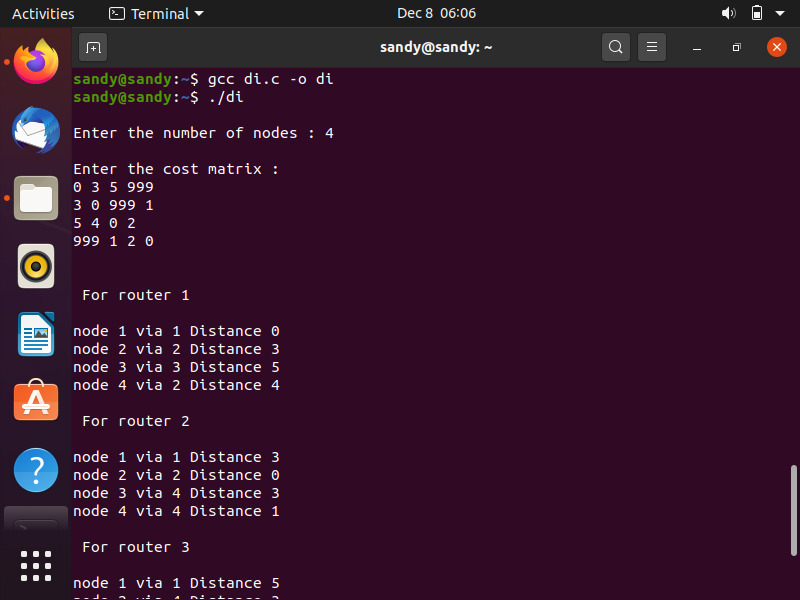 Activities
Terminal
Dec 8 06:06
sandy@sandy: ~
sandy@sandy:~$ gcc di.c -o di
sandy@sandy:~$ ./di
Enter the number of nodes : 4
Enter the cost matrix :
0 3 5 999
3 0 999 1
5 4 0 2
999 1 2 0
For router 1
node 1 via 1 Distance 0
node 2 via 2 Distance 3
node 3 via 3 Distance 5
node 4 via 2 Distance 4
For router 2
node 1 via 1 Distance 3
node 2 via 2 Distance 0
node 3 via 4 Distance 3
node 4 via 4 Distance 1
For router 3
node 1 via 1 Distance 5